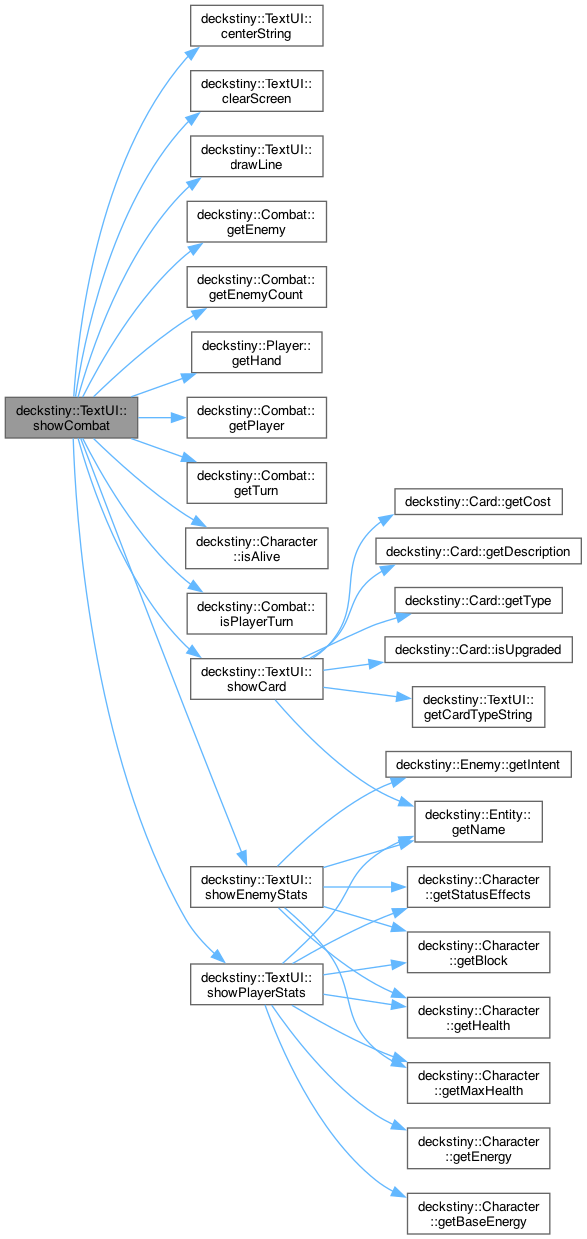 deckstiny::TextUI::
centerString
deckstiny::TextUI::
clearScreen
deckstiny::TextUI::
drawLine
deckstiny::Combat::
getEnemy
deckstiny::Combat::
getEnemyCount
deckstiny::Player::
getHand
deckstiny::TextUI::
showCombat
deckstiny::Combat::
getPlayer
deckstiny::Combat::
getTurn
deckstiny::Character
::isAlive
deckstiny::Combat::
isPlayerTurn
deckstiny::TextUI::
showCard
deckstiny::Card::getCost
deckstiny::Card::getDescription
deckstiny::Card::getType
deckstiny::Card::isUpgraded
deckstiny::TextUI::
getCardTypeString
deckstiny::Enemy::getIntent
deckstiny::Entity::
getName
deckstiny::TextUI::
showEnemyStats
deckstiny::Character
::getStatusEffects
deckstiny::Character
::getBlock
deckstiny::TextUI::
showPlayerStats
deckstiny::Character
::getHealth
deckstiny::Character
::getMaxHealth
deckstiny::Character
::getEnergy
deckstiny::Character
::getBaseEnergy